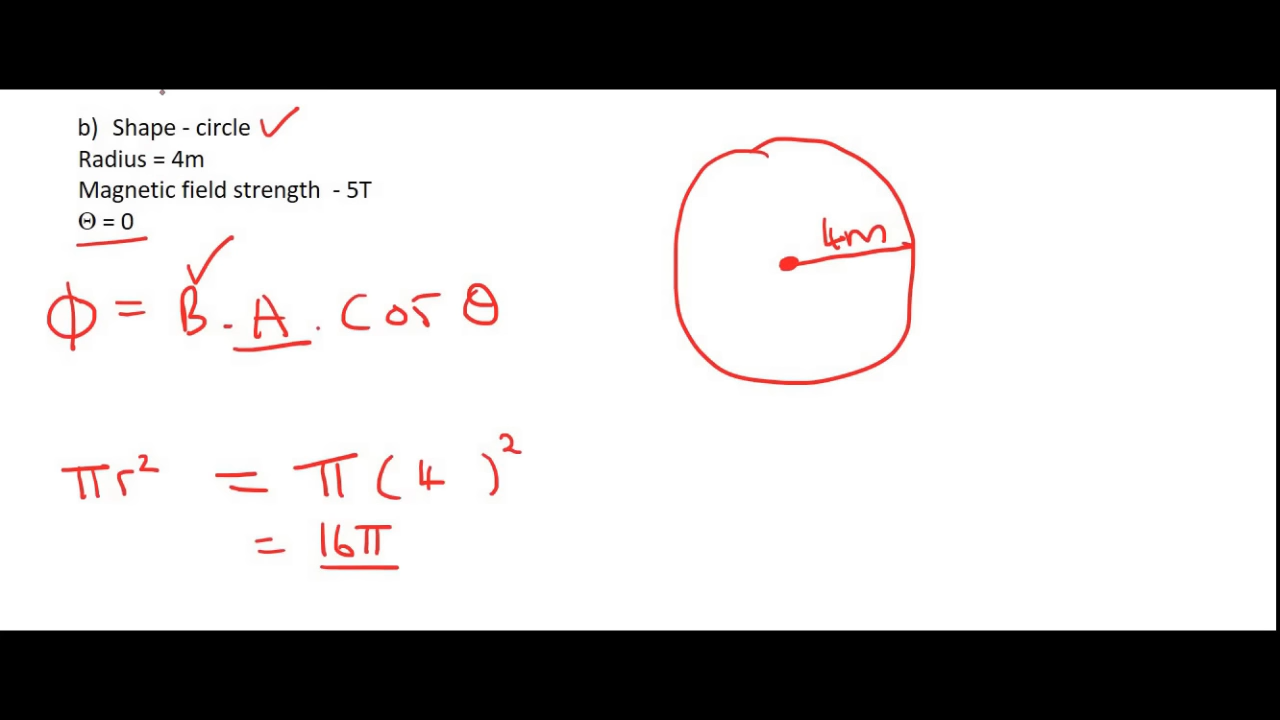 b) Shape - circle
Radius = 4m
Magnetic field strength - 5T
Θ = 0
4m
ϕ = B . A . Cos θ
πr² = π(4)²
= 16π